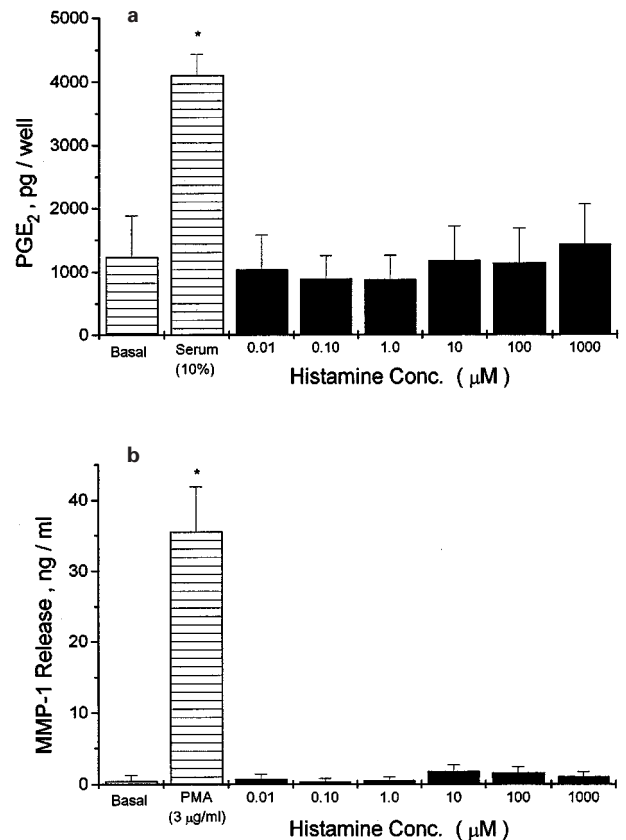 a
*
5000
4000
3000
2000
1000
0
PGE2 , pg / well
Basal
Serum
(10%)
0.01
0.10
1.0
10
100
1000
Histamine Conc. ( μM )
b
*
40
30
20
10
0
MMP-1 Release , ng / ml
Basal
PMA
(3 μg/ml)
0.01
0.10
1.0
10
100
1000
Histamine Conc. ( μM )